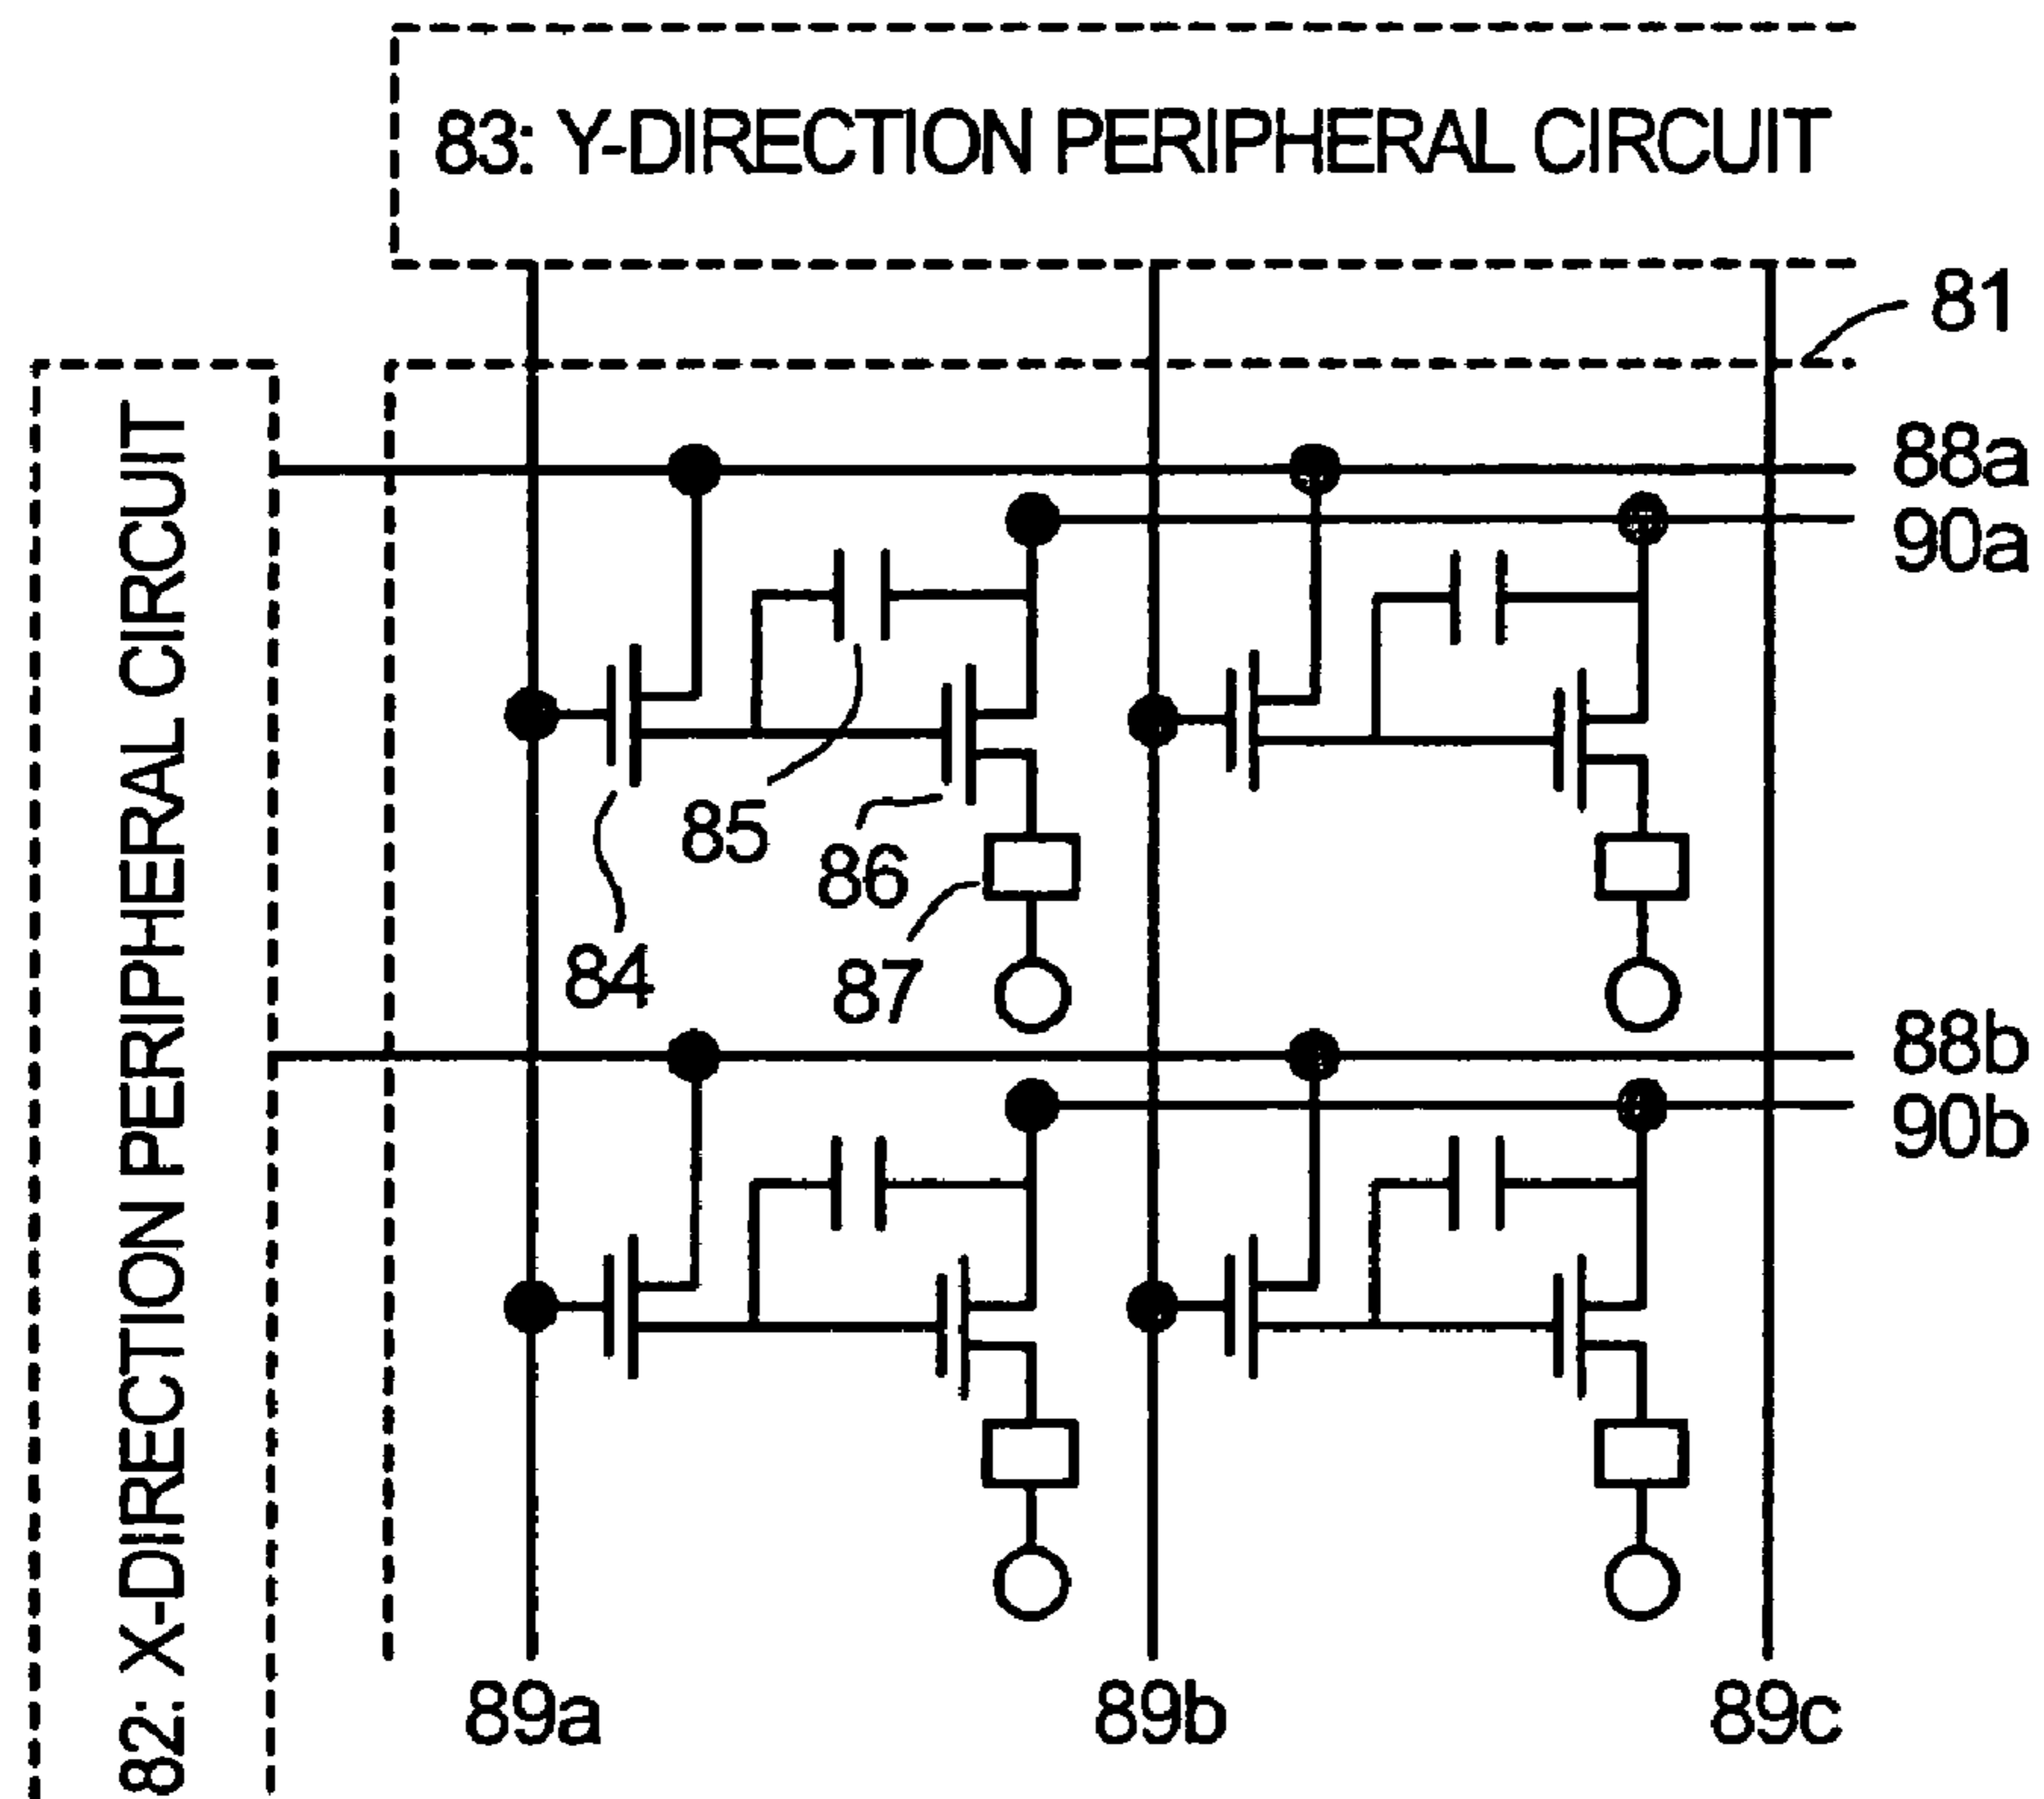 83: Y-DIRECTION PERIPHERAL CIRCUIT
81
82: X-DIRECTION PERIPHERAL CIRCUIT
88a
90a
85
86
84
87
88b
90b
89a
89b
89c